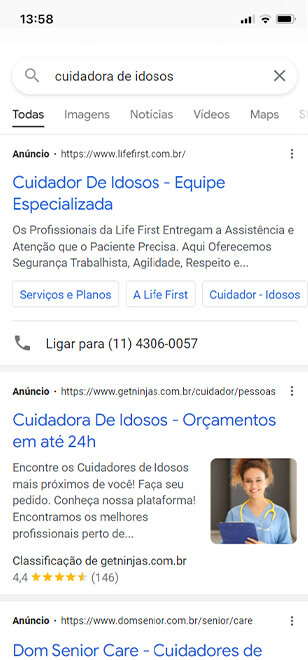 13:58
cuidadora de idosos
Todas Imagens Notícias Vídeos Maps
Anúncio · https://www.lifefirst.com.br/
Cuidador De Idosos - Equipe
Especializada
Os Profissionais da Life First Entregam a Assistência e
Atenção que o Paciente Precisa. Aqui Oferecemos
Segurança Trabalhista, Agilidade, Respeito e...
Serviços e Planos A Life First Cuidador - Idosos
Ligar para (11) 4306-0057
Anúncio · https://www.getninjas.com.br/cuidador/pessoas
Cuidadora De Idosos - Orçamentos
em até 24h
Encontre os Cuidadores de Idosos
mais próximos de você! Faça seu
pedido. Conheça nossa plataforma!
Encontramos os melhores
profissionais perto de...
Classificação de getninjas.com.br
4,4 ★★★★★ (146)
Anúncio · https://www.domsenior.com.br/senior/care
Dom Senior Care - Cuidadores de